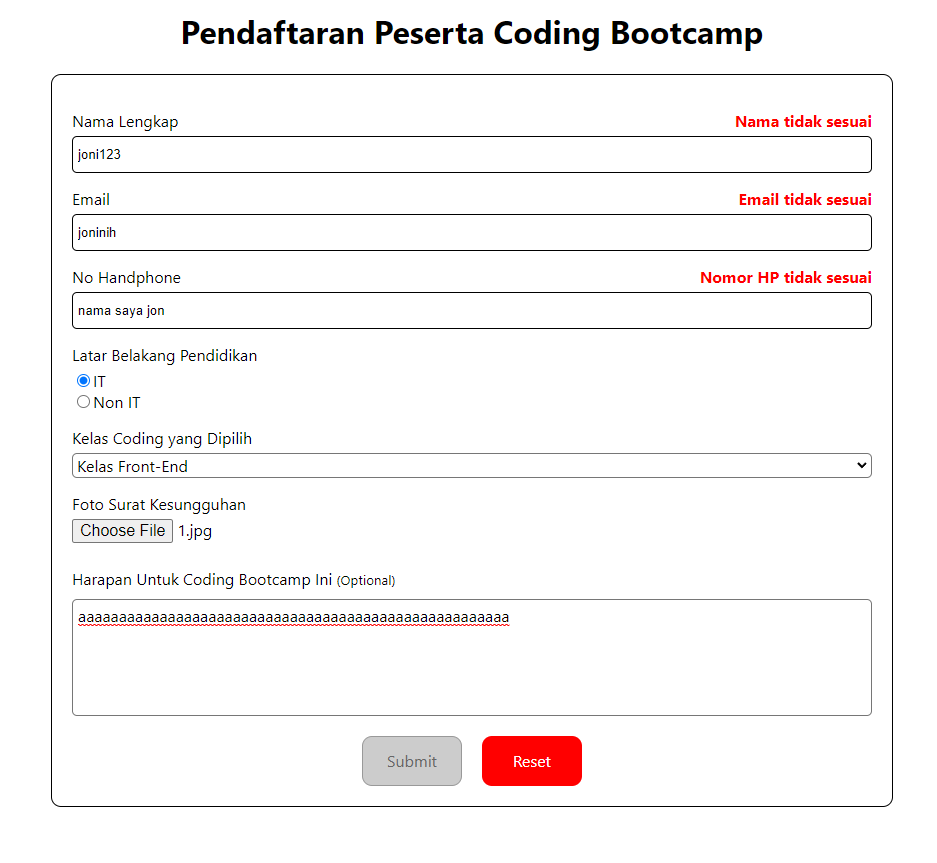 Pendaftaran Peserta Coding Bootcamp
Nama Lengkap Nama tidak sesuai
joni123
Email Email tidak sesuai
joninih
No Handphone Nomor HP tidak sesuai
nama saya jon
Latar Belakang Pendidikan
IT
Non IT
Kelas Coding yang Dipilih
Kelas Front-End
Foto Surat Kesungguhan
Choose File 1.jpg
Harapan Untuk Coding Bootcamp Ini (Optional)
aaaaaaaaaaaaaaaaaaaaaaaaaaaaaaaaaaaaaaaaaaaaaaaaaaaaa
Submit Reset